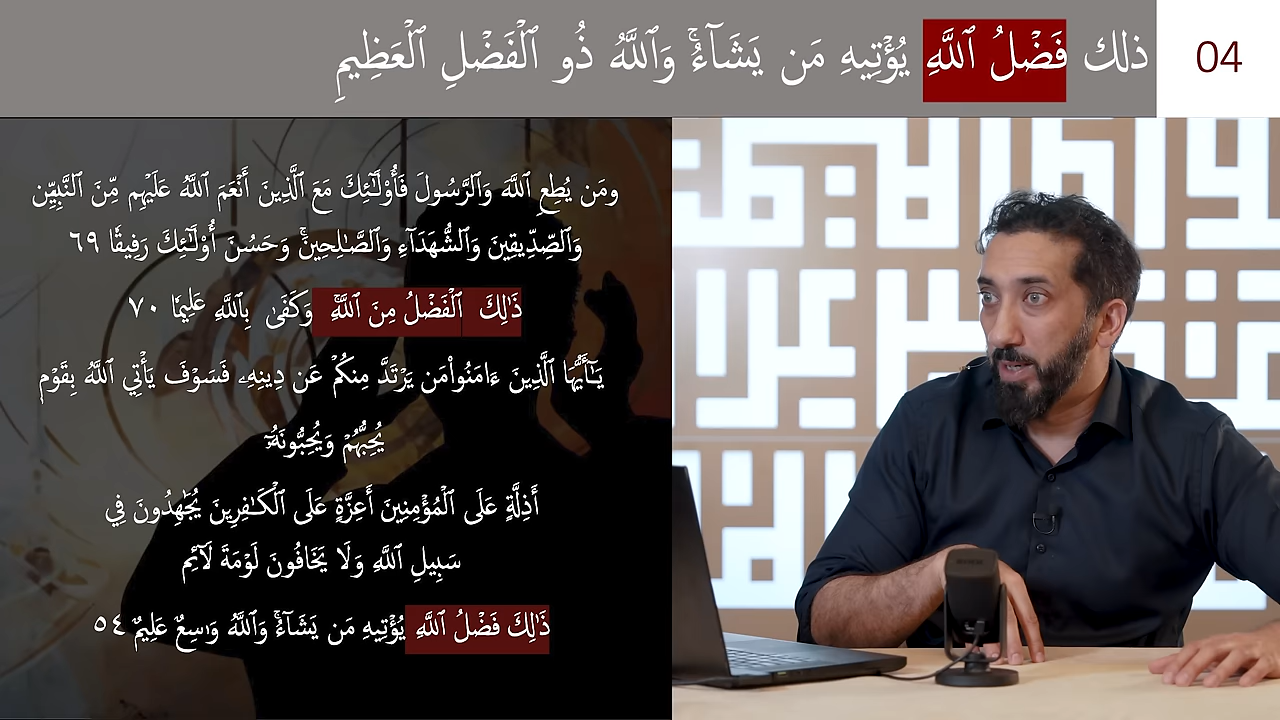 ذلك فَضْلُ ٱللَّهِ يُؤْتِيهِ مَن يَشَآءُ ۚ وَٱللَّهُ ذُو ٱلْفَضْلِ ٱلْعَظِيمِ
04
ومَن يُطِعِ ٱللَّهَ وَٱلرَّسُولَ فَأُو۟لَـٰٓئِكَ مَعَ ٱلَّذِينَ أَنْعَمَ ٱللَّهُ عَلَيْهِم مِّنَ ٱلنَّبِيِّـۧنَ
وَٱلصِّدِّيقِينَ وَٱلشُّهَدَآءِ وَٱلصَّـٰلِحِينَ ۚ وَحَسُنَ أُو۟لَـٰٓئِكَ رَفِيقًا ٦٩
ذَٰلِكَ ٱلْفَضْلُ مِنَ ٱللَّهِ ۚ وَكَفَىٰ بِٱللَّهِ عَلِيمًا ٧٠
يَـٰٓأَيُّهَا ٱلَّذِينَ ءَامَنُوا۟ مَن يَرْتَدَّ مِنكُمْ عَن دِينِهِۦ فَسَوْفَ يَأْتِي ٱللَّهُ بِقَوْمٍ
يُحِبُّهُمْ وَيُحِبُّونَهُۥٓ
أَذِلَّةٍ عَلَى ٱلْمُؤْمِنِينَ أَعِزَّةٍ عَلَى ٱلْكَـٰفِرِينَ يُجَـٰهِدُونَ فِي
سَبِيلِ ٱللَّهِ وَلَا يَخَافُونَ لَوْمَةَ لَآئِمٍ
ذَٰلِكَ فَضْلُ ٱللَّهِ يُؤْتِيهِ مَن يَشَآءُ ۚ وَٱللَّهُ وَٰسِعٌ عَلِيمٌ ٥٤